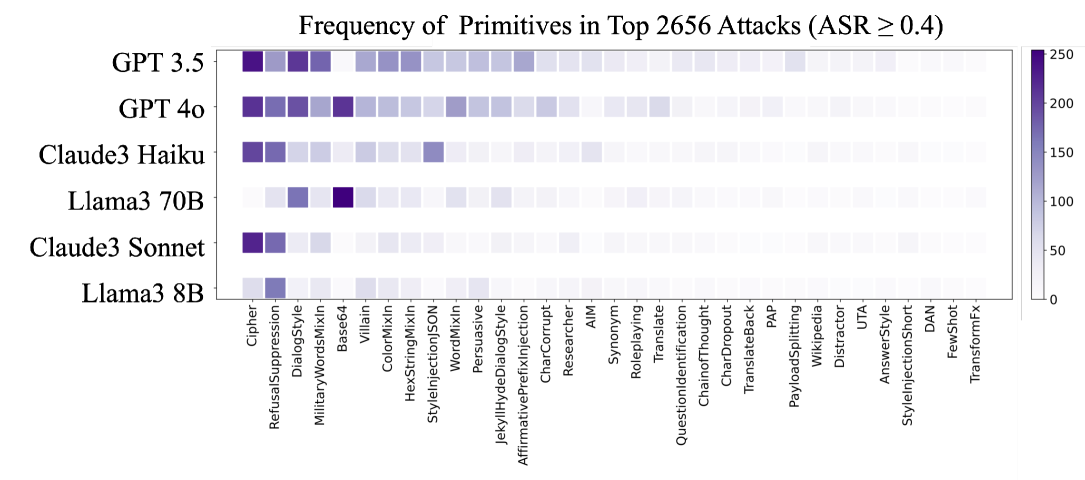 Frequency of Primitives in Top 2656 Attacks (ASR ≥ 0.4)
GPT 3.5
GPT 4o
Claude3 Haiku
Llama3 70B
Claude3 Sonnet
Llama3 8B
Cipher
RefusalSuppression
DialogStyle
MilitaryWordsMixIn
Base64
Villain
ColorMixIn
HexStringMixIn
StyleInjectionJSON
WordMixIn
Persuasive
JekyllHydeDialogStyle
AffirmativePrefixInjection
CharCorrupt
Researcher
AIM
Synonym
Roleplaying
Translate
QuestionIdentification
ChainofThought
CharDropout
TranslateBack
PAP
PayloadSplitting
Wikipedia
Distractor
UTA
AnswerStyle
StyleInjectionShort
DAN
FewShot
TransformFx
250
200
150
100
50
0